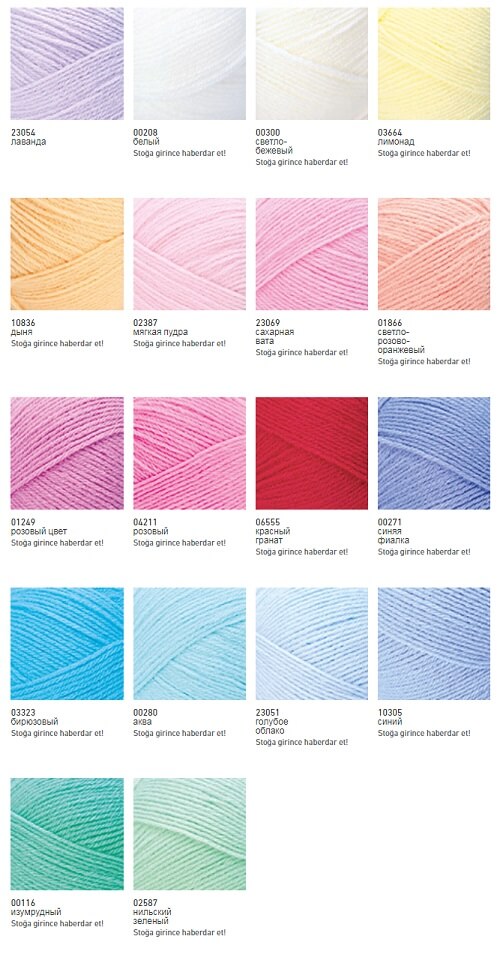 23054
лаванда
00208
белый
Stoğa girince haberdar et!
00300
светло-
бежевый
Stoğa girince haberdar et!
03664
лимонад
Stoğa girince haberdar et!
10836
дыня
Stoğa girince haberdar et!
02387
мягкая пудра
Stoğa girince haberdar et!
23069
сахарная
вата
Stoğa girince haberdar et!
01866
светло-
розово-
оранжевый
Stoğa girince haberdar et!
01249
розовый цвет
Stoğa girince haberdar et!
04211
розовый
Stoğa girince haberdar et!
06555
красный
гранат
Stoğa girince haberdar et!
00271
синяя
фиалка
Stoğa girince haberdar et!
03323
бирюзовый
Stoğa girince haberdar et!
00280
аква
Stoğa girince haberdar et!
23051
голубое
облако
Stoğa girince haberdar et!
10305
синий
Stoğa girince haberdar et!
00116
изумрудный
Stoğa girince haberdar et!
02587
нильский
зеленый
Stoğa girince haberdar et!